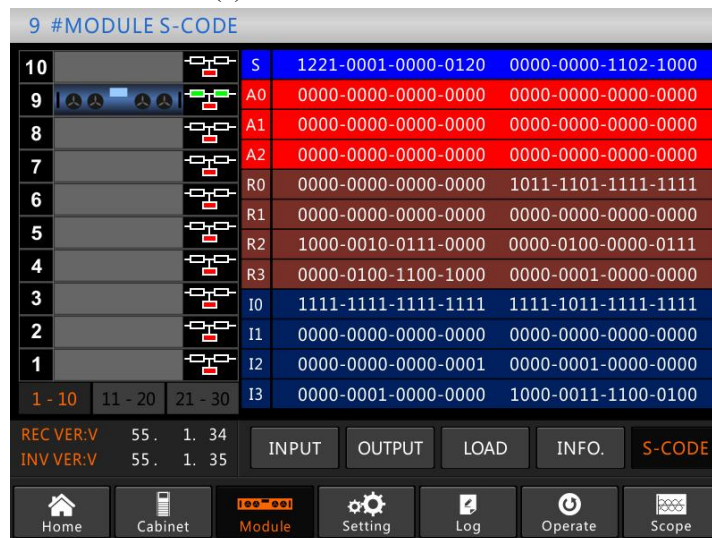 9 #MODULE S-CODE
10
9
8
7
6
5
4
3
2
1
1 - 10 11 - 20 21 - 30
S 1221-0001-0000-0120 0000-0000-1102-1000
A0 0000-0000-0000-0000 0000-0000-0000-0000
A1 0000-0000-0000-0000 0000-0000-0000-0000
A2 0000-0000-0000-0000 0000-0000-0000-0000
R0 0000-0000-0000-0000 1011-1101-1111-1111
R1 0000-0000-0000-0000 0000-0000-0000-0000
R2 1000-0010-0111-0000 0000-0100-0000-0111
R3 0000-0100-1100-1000 0000-0001-0000-0000
I0 1111-1111-1111-1111 1111-1011-1111-1111
I1 0000-0000-0000-0000 0000-0000-0000-0000
I2 0000-0000-0000-0001 0000-0001-0000-0000
I3 0000-0001-0000-0000 1000-0011-1100-0100
REC VER:V 55. 1. 34
INV VER:V 55. 1. 35
INPUT OUTPUT LOAD INFO. S-CODE
Home Cabinet Module Setting Log Operate Scope